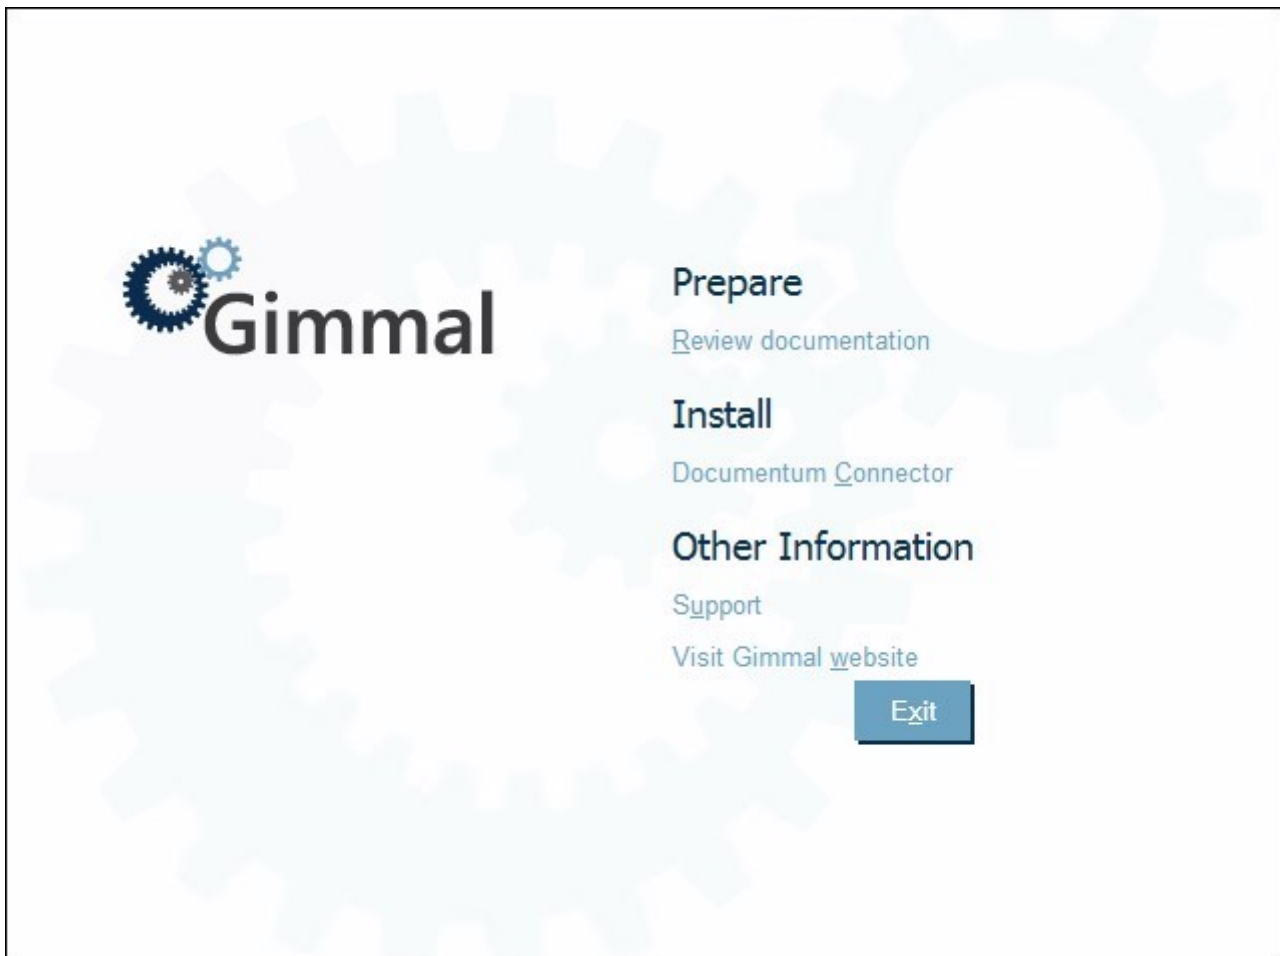 Gimmal
Prepare
Review documentation
Install
Documentum Connector
Other Information
Support
Visit Gimmal website
Exit